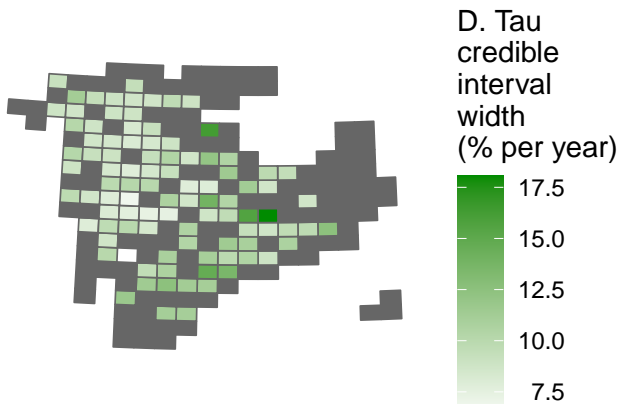 D. Tau
credible
interval
width
(% per year)
17.5
15.0
12.5
10.0
7.5